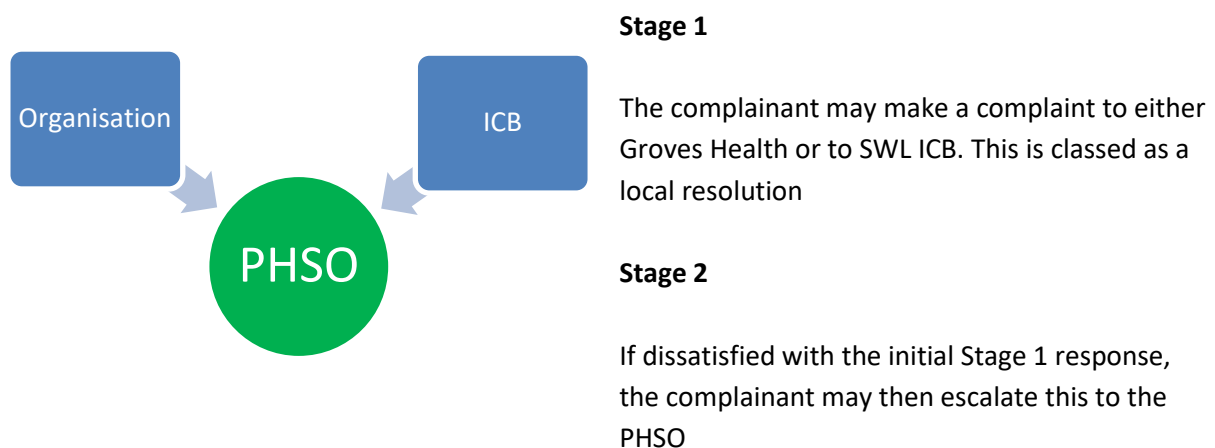 Organisation
ICB
PHSO
Stage 1
The complainant may make a complaint to either
Groves Health or to SWL ICB. This is classed as a
local resolution
Stage 2
If dissatisfied with the initial Stage 1 response,
the complainant may then escalate this to the
PHSO